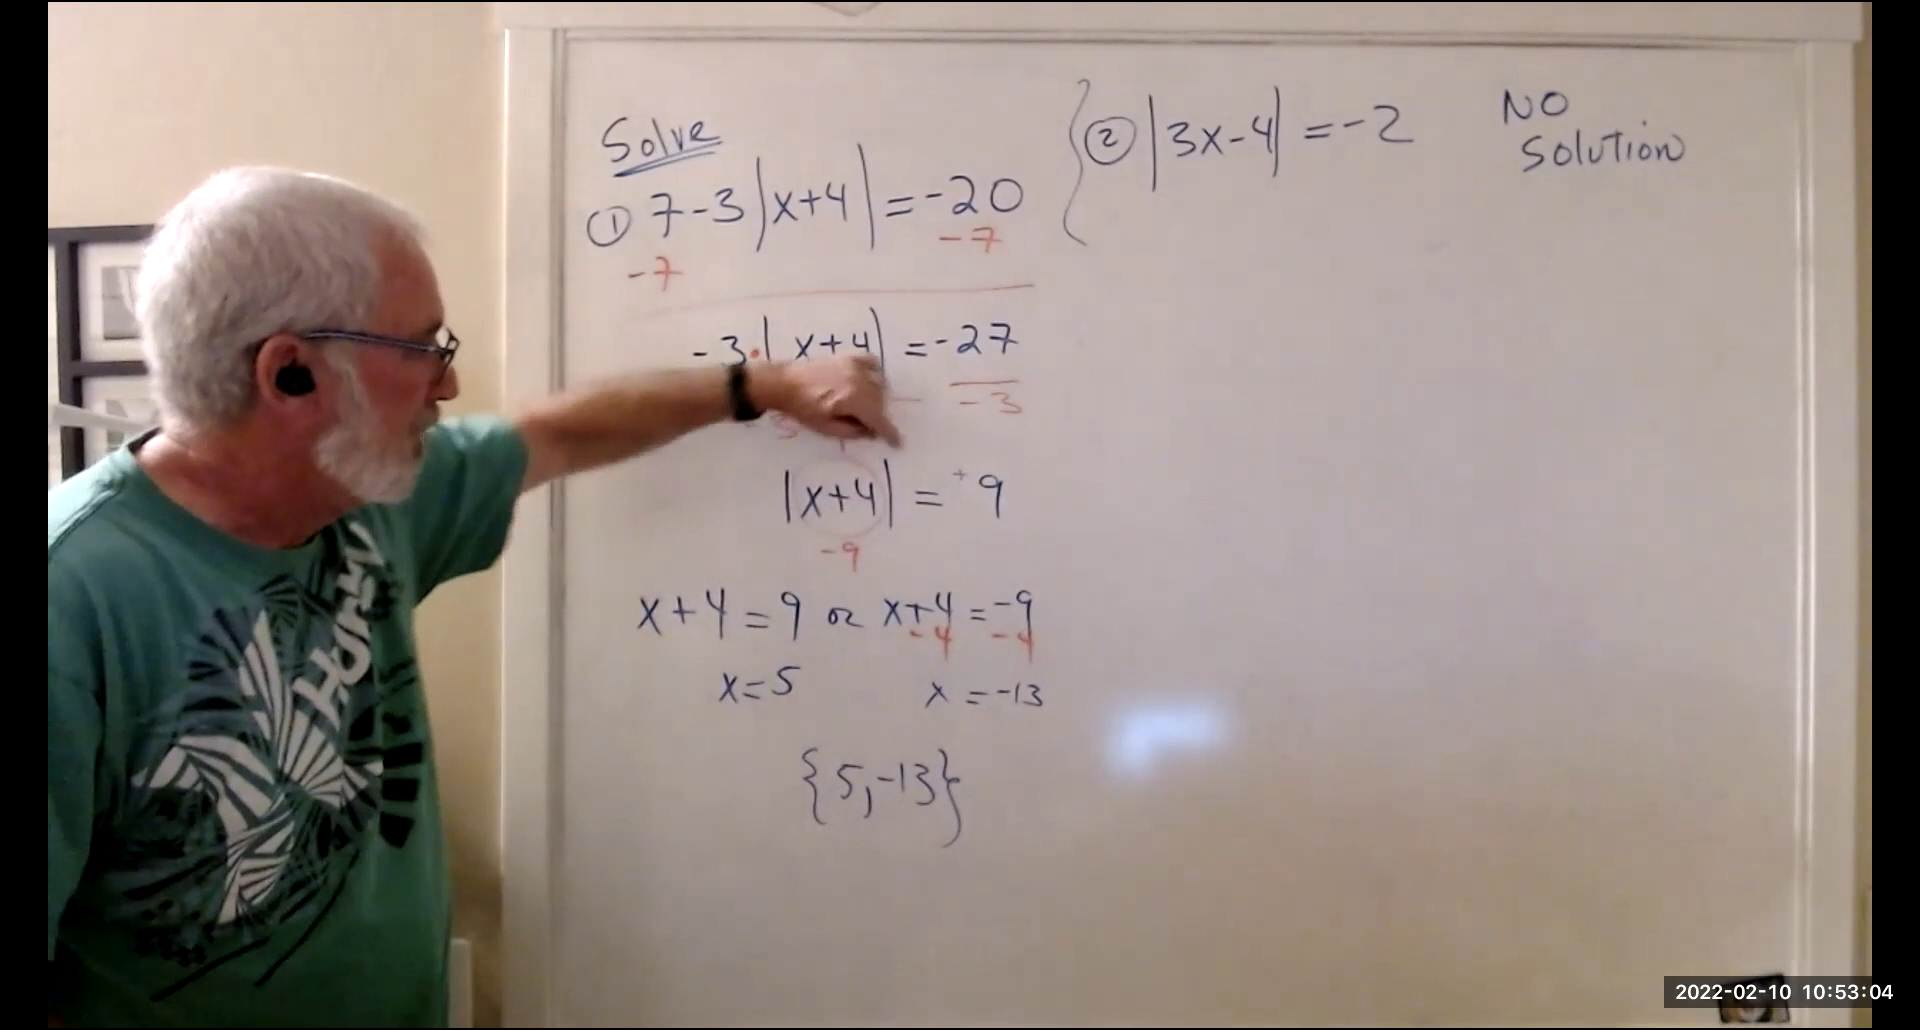 Solve
① 7-3|x+4|=-20
-7 -7
-3·|x+4|=-27
-3 -3
|x+4|=+9
-9
x+4=9 or x+4=-9
-4 -4
x=5 x=-13
{5,-13}
② |3x-4|=-2 NO
Solution
HURLEY
2022-02-10 10:53:04